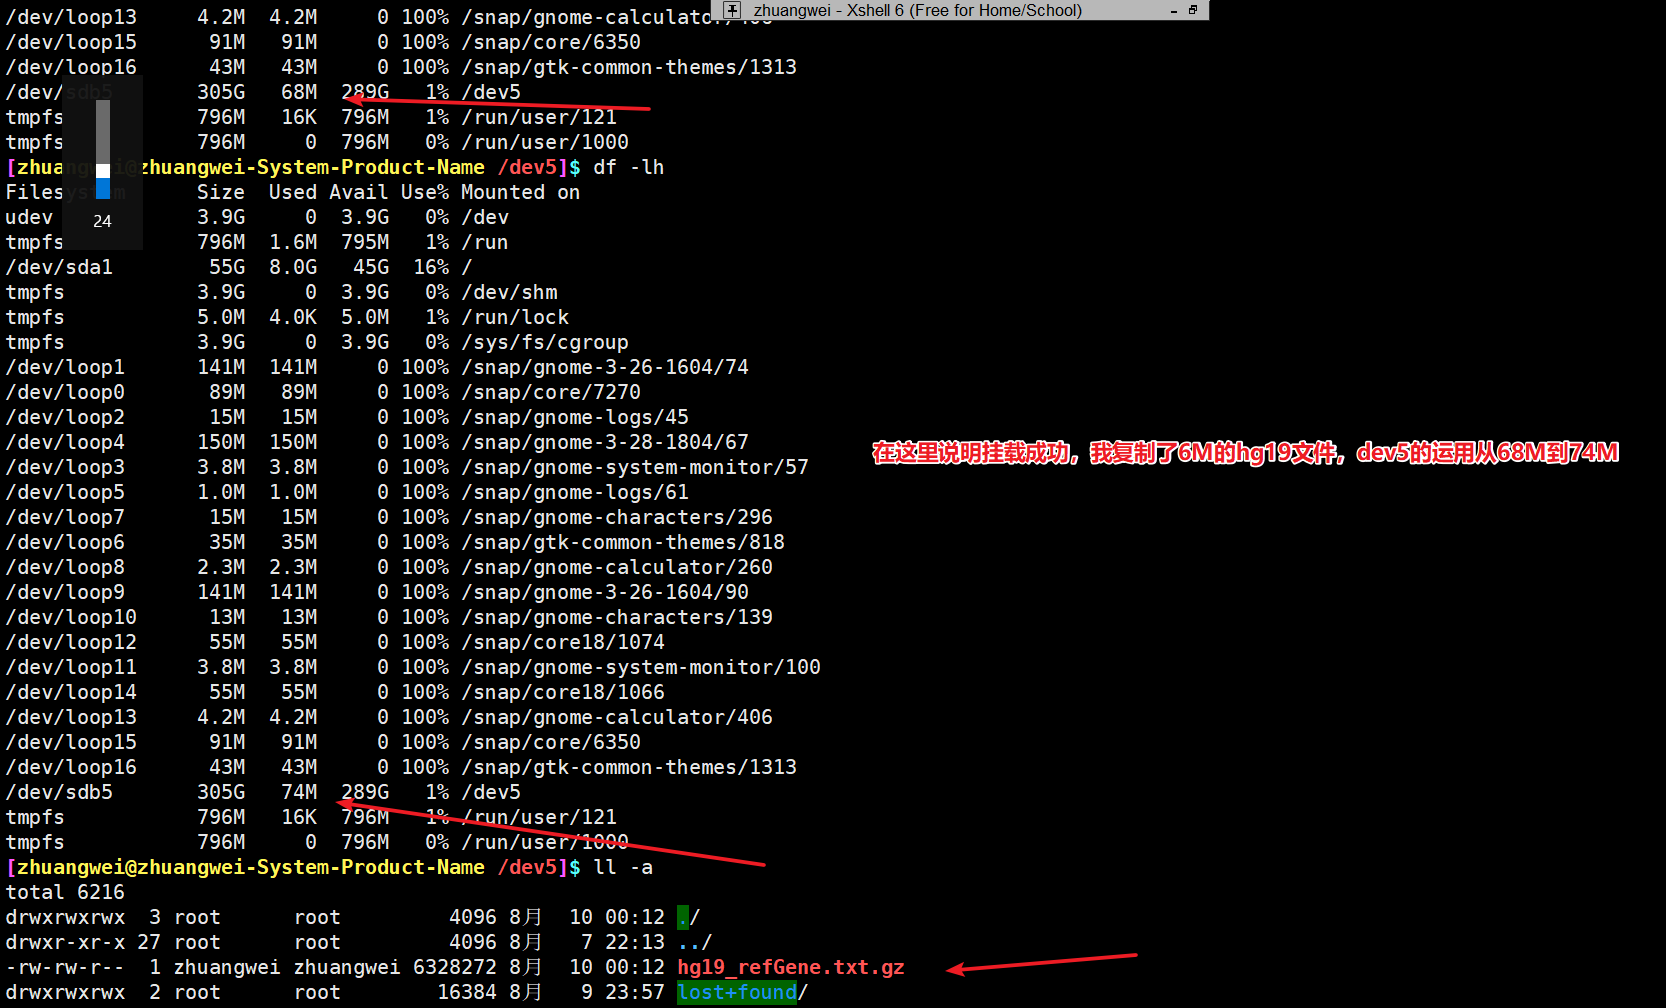 zhuangwei - Xshell 6 (Free for Home/School)
/dev/loop13 4.2M 4.2M 0 100% /snap/gnome-calculator/406
/dev/loop15 91M 91M 0 100% /snap/core/6350
/dev/loop16 43M 43M 0 100% /snap/gtk-common-themes/1313
/dev/sdb5 305G 68M 289G 1% /dev5
tmpfs 796M 16K 796M 1% /run/user/121
tmpfs 796M 0 796M 0% /run/user/1000
[zhuangwei@zhuangwei-System-Product-Name /dev5]$ df -lh
Filesystem Size Used Avail Use% Mounted on
udev 3.9G 0 3.9G 0% /dev
24
tmpfs 796M 1.6M 795M 1% /run
/dev/sda1 55G 8.0G 45G 16% /
tmpfs 3.9G 0 3.9G 0% /dev/shm
tmpfs 5.0M 4.0K 5.0M 1% /run/lock
tmpfs 3.9G 0 3.9G 0% /sys/fs/cgroup
/dev/loop1 141M 141M 0 100% /snap/gnome-3-26-1604/74
/dev/loop0 89M 89M 0 100% /snap/core/7270
/dev/loop2 15M 15M 0 100% /snap/gnome-logs/45
/dev/loop4 150M 150M 0 100% /snap/gnome-3-28-1804/67
在这里说明挂载成功，我复制了6M的hg19文件，dev5的运用从68M到74M
/dev/loop3 3.8M 3.8M 0 100% /snap/gnome-system-monitor/57
/dev/loop5 1.0M 1.0M 0 100% /snap/gnome-logs/61
/dev/loop7 15M 15M 0 100% /snap/gnome-characters/296
/dev/loop6 35M 35M 0 100% /snap/gtk-common-themes/818
/dev/loop8 2.3M 2.3M 0 100% /snap/gnome-calculator/260
/dev/loop9 141M 141M 0 100% /snap/gnome-3-26-1604/90
/dev/loop10 13M 13M 0 100% /snap/gnome-characters/139
/dev/loop12 55M 55M 0 100% /snap/core18/1074
/dev/loop11 3.8M 3.8M 0 100% /snap/gnome-system-monitor/100
/dev/loop14 55M 55M 0 100% /snap/core18/1066
/dev/loop13 4.2M 4.2M 0 100% /snap/gnome-calculator/406
/dev/loop15 91M 91M 0 100% /snap/core/6350
/dev/loop16 43M 43M 0 100% /snap/gtk-common-themes/1313
/dev/sdb5 305G 74M 289G 1% /dev5
tmpfs 796M 16K 796M 1% /run/user/121
tmpfs 796M 0 796M 0% /run/user/1000
[zhuangwei@zhuangwei-System-Product-Name /dev5]$ ll -a
total 6216
drwxrwxrwx 3 root root 4096 8月 10 00:12 ./
drwxr-xr-x 27 root root 4096 8月 7 22:13 ../
-rw-rw-r-- 1 zhuangwei zhuangwei 6328272 8月 10 00:12 hg19_refGene.txt.gz
drwxrwxrwx 2 root root 16384 8月 9 23:57 lost+found/